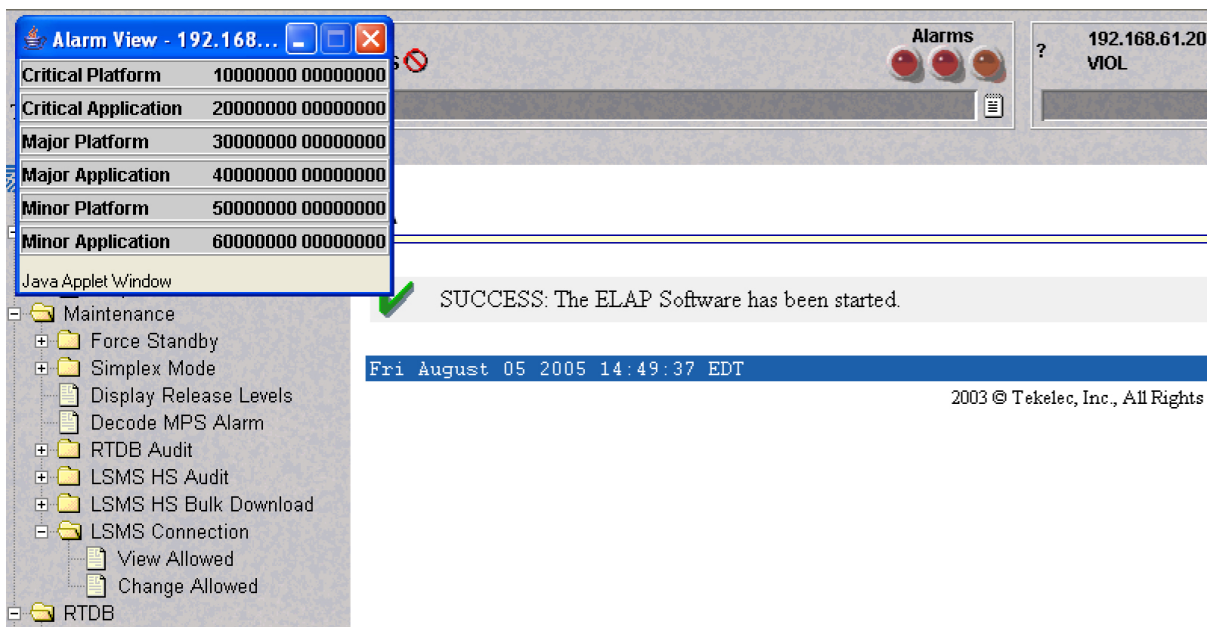 Alarm View - 192.168...
Critical Platform 10000000 00000000
Critical Application 20000000 00000000
Major Platform 30000000 00000000
Major Application 40000000 00000000
Minor Platform 50000000 00000000
Minor Application 60000000 00000000
Java Applet Window
Alarms
?
192.168.61.20
VIOL
SUCCESS: The ELAP Software has been started.
Fri August 05 2005 14:49:37 EDT
2003 © Tekelec, Inc., All Rights
Maintenance
Force Standby
Simplex Mode
Display Release Levels
Decode MPS Alarm
RTDB Audit
LSMS HS Audit
LSMS HS Bulk Download
LSMS Connection
View Allowed
Change Allowed
RTDB